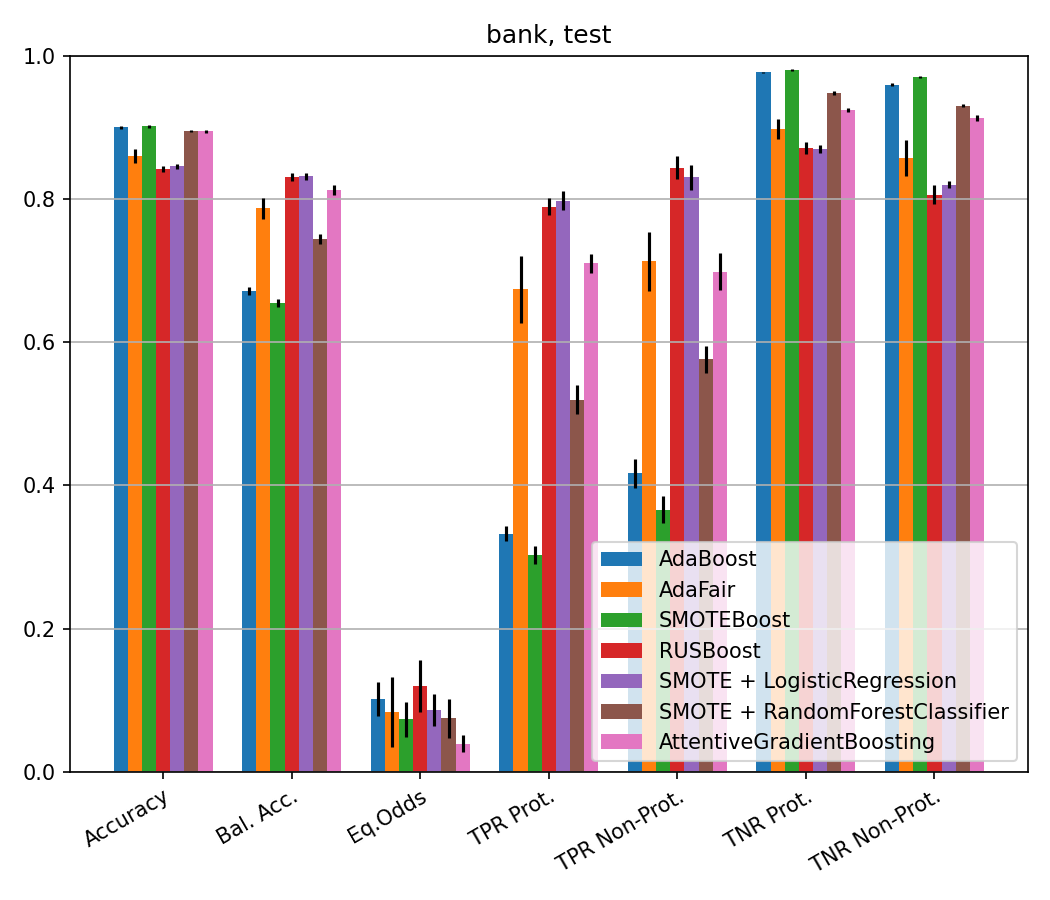 bank, test
1.0
0.8
0.6
0.4
0.2
0.0
AdaBoost
AdaFair
SMOTEBoost
RUSBoost
SMOTE + LogisticRegression
SMOTE + RandomForestClassifier
AttentiveGradientBoosting
Accuracy
Bal. Acc.
Eq.Odds
TPR Prot.
TPR Non-Prot.
TNR Prot.
TNR Non-Prot.